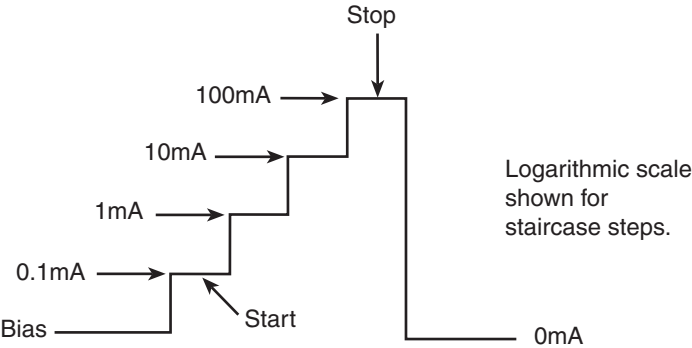 Stop
100mA
10mA
Logarithmic scale
shown for
staircase steps.
1mA
0.1mA
Start
Bias
0mA